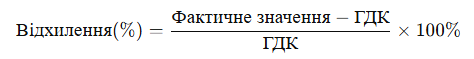 Відхилення(%) = (Фактичне значення − ГДК) / ГДК × 100%